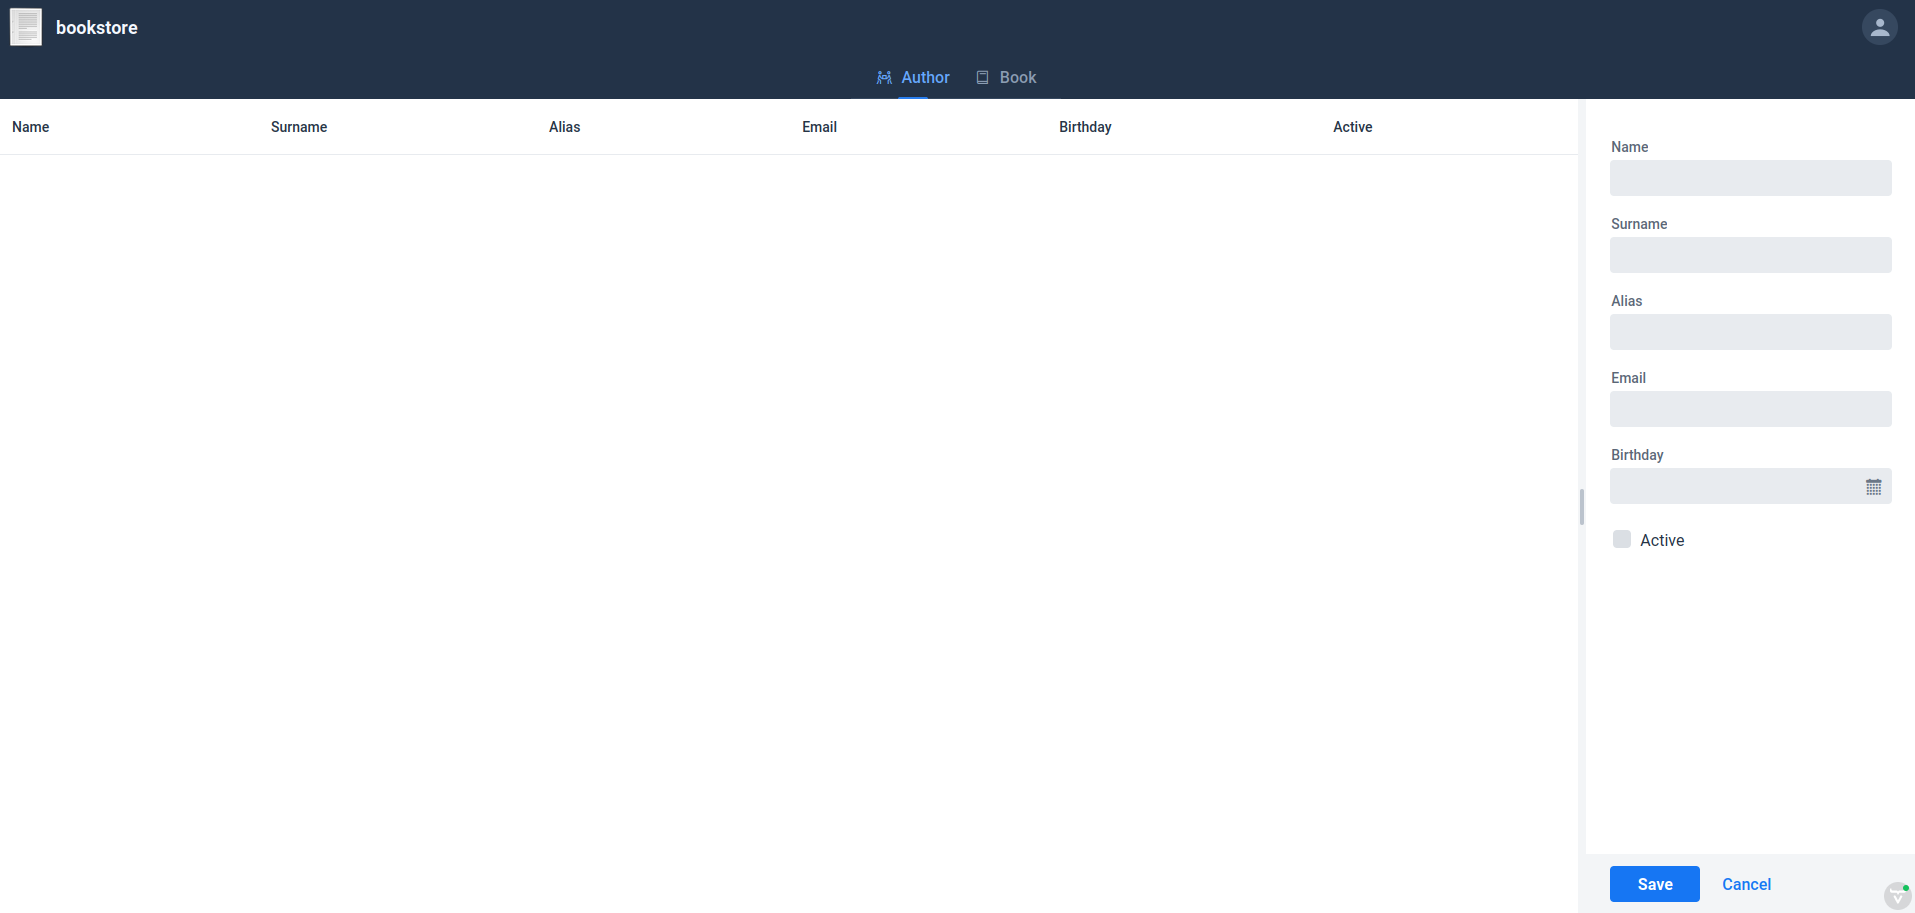 bookstore
Author Book
Name Surname Alias Email Birthday Active
Name
Surname
Alias
Email
Birthday
Active
Save Cancel